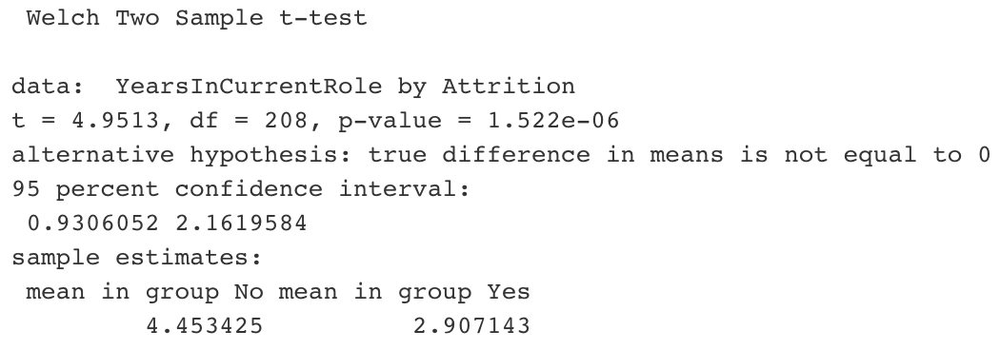 Welch Two Sample t-test
data:  YearsInCurrentRole by Attrition
t = 4.9513, df = 208, p-value = 1.522e-06
alternative hypothesis: true difference in means is not equal to 0
95 percent confidence interval:
0.9306052 2.1619584
sample estimates:
mean in group No mean in group Yes
4.453425          2.907143